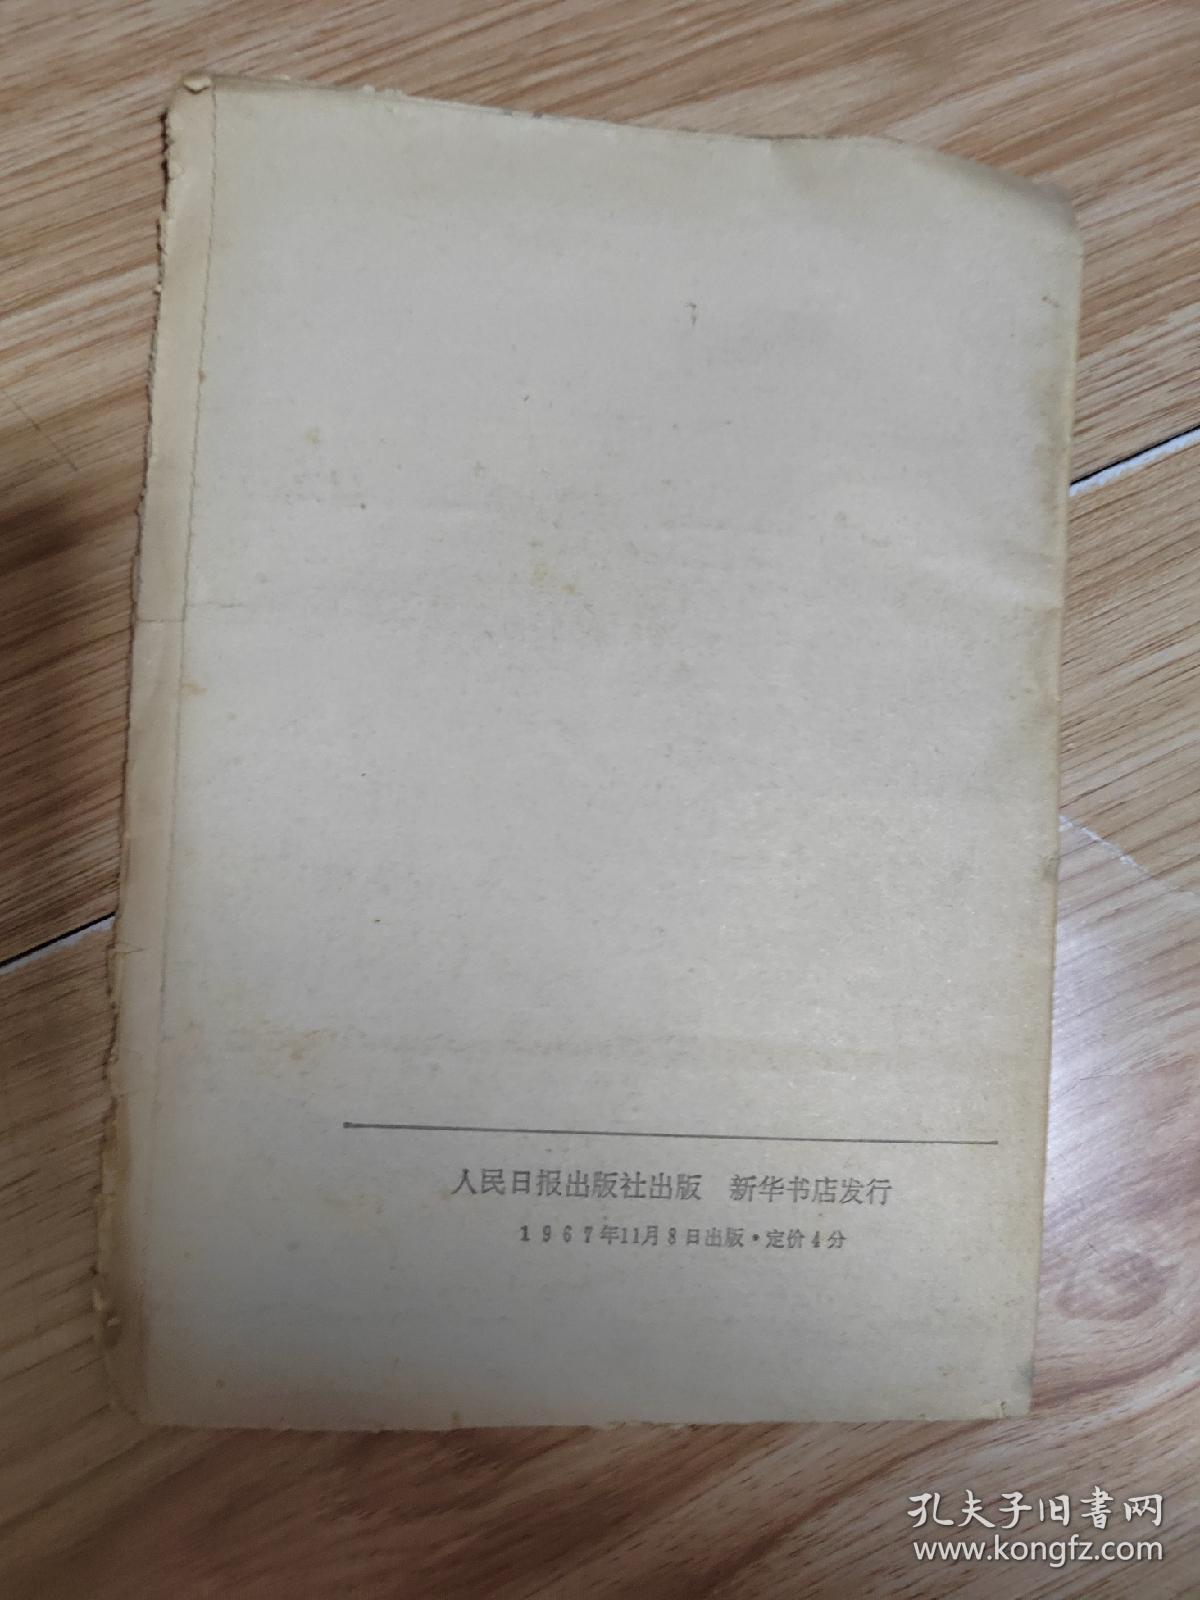 人民日报出版社出版 新华书店发行
1967年11月8日出版·定价4分
孔夫子旧書网
www.kongfz.com